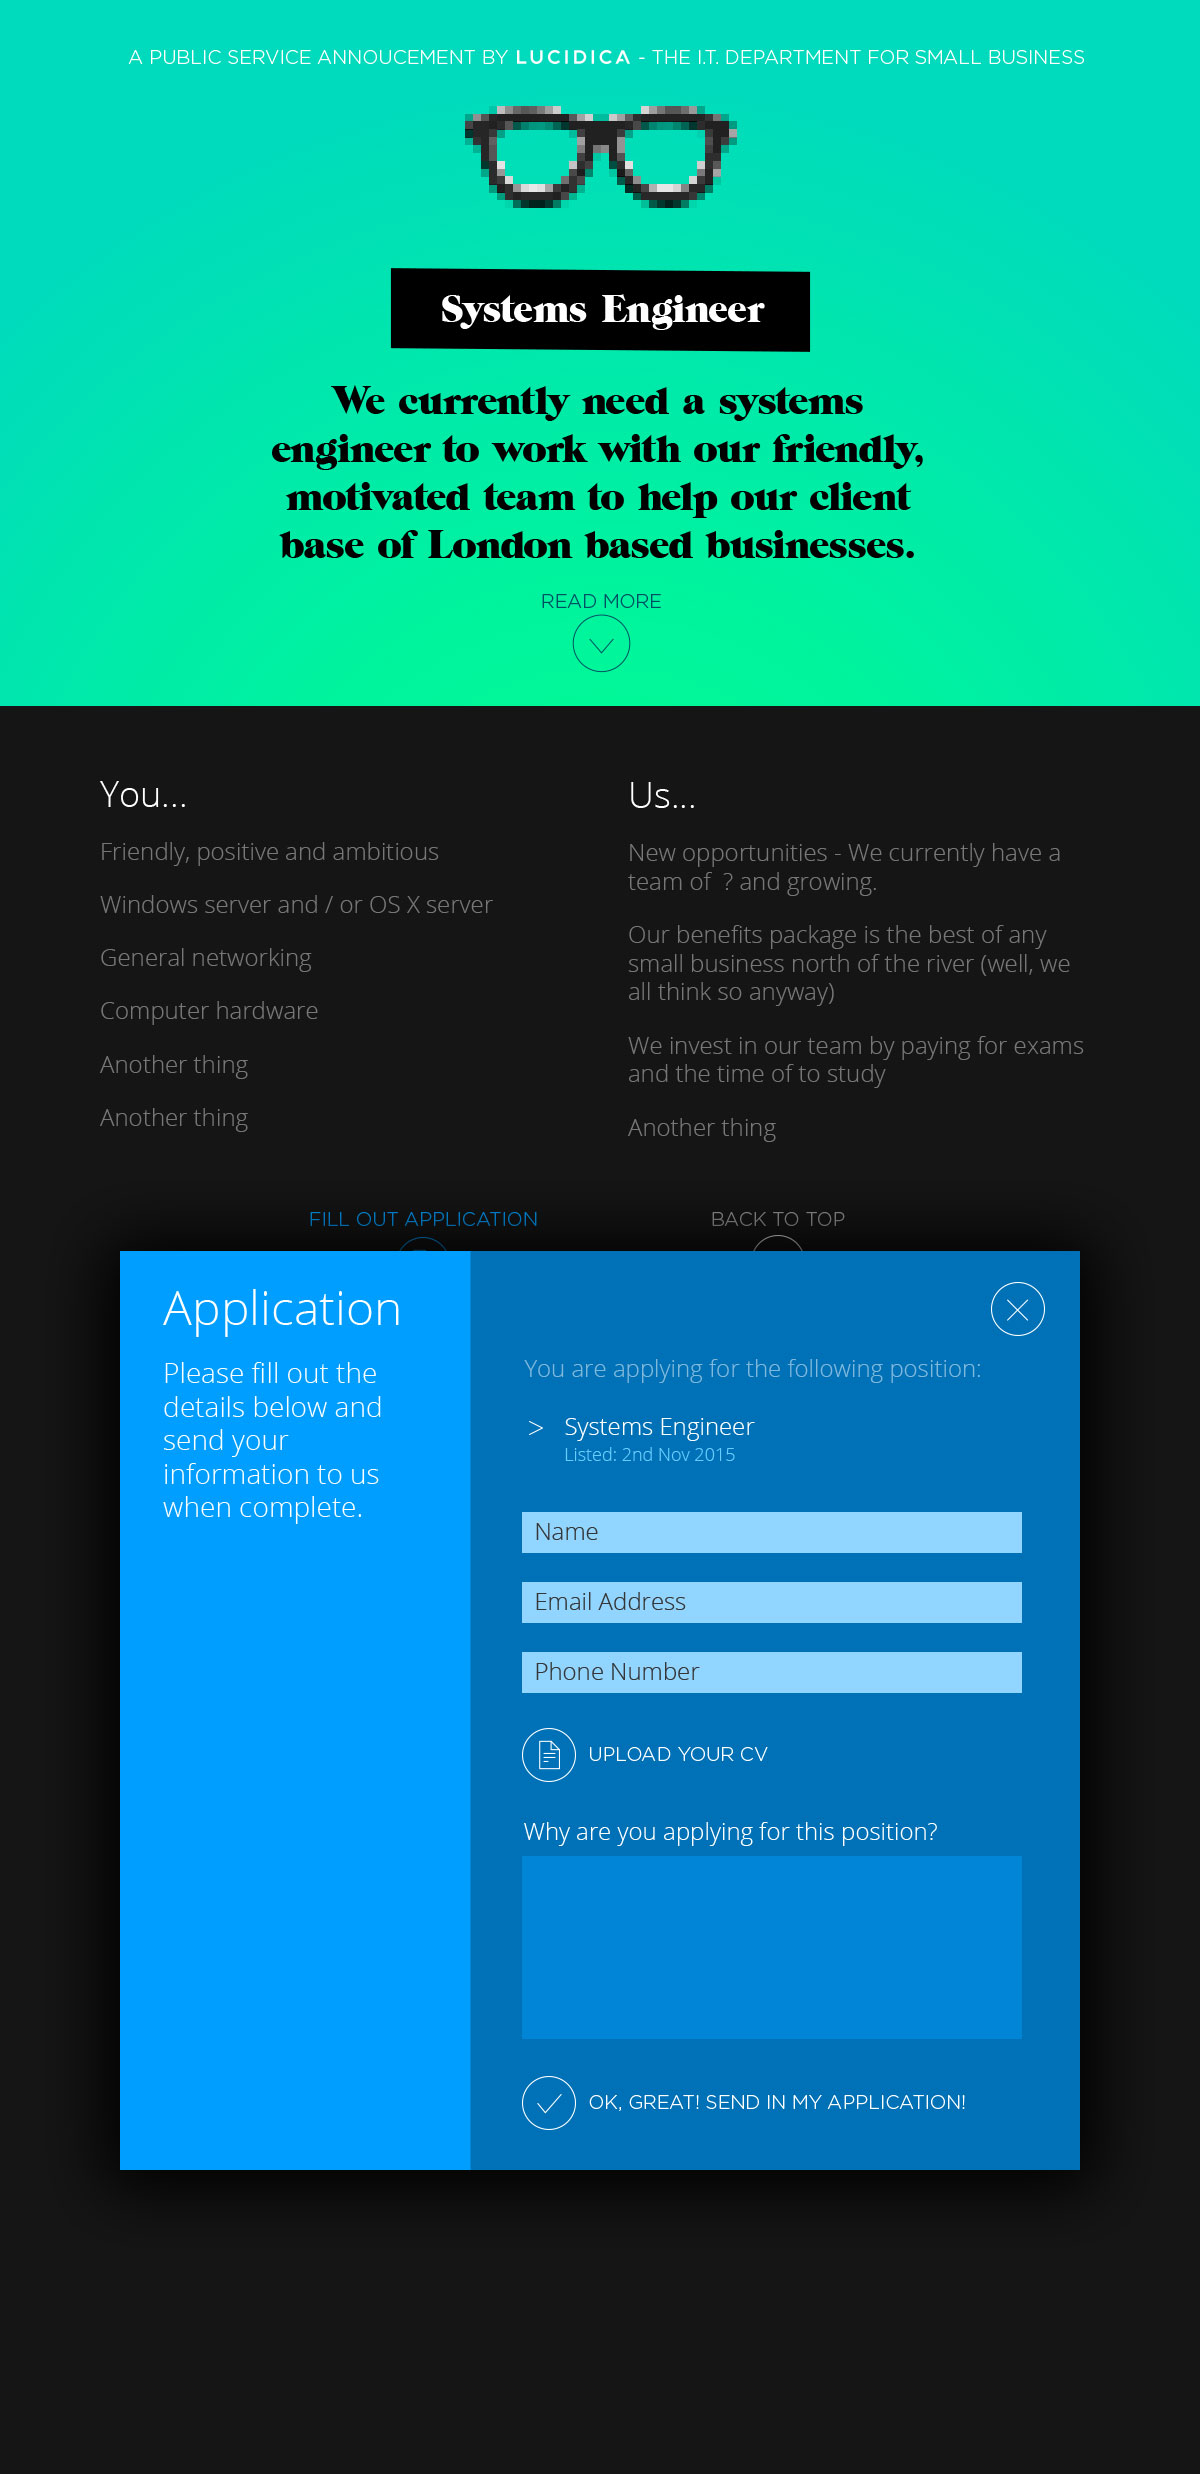 A PUBLIC SERVICE ANNOUCEMENT BY LUCIDICA - THE I.T. DEPARTMENT FOR SMALL BUSINESS
Systems Engineer
We currently need a systems
engineer to work with our friendly,
motivated team to help our client
base of London based businesses.
READ MORE
You...
Friendly, positive and ambitious
Windows server and / or OS X server
General networking
Computer hardware
Another thing
Another thing
Us...
New opportunities - We currently have a
team of  ? and growing.
Our benefits package is the best of any
small business north of the river (well, we
all think so anyway)
We invest in our team by paying for exams
and the time of to study
Another thing
FILL OUT APPLICATION
BACK TO TOP
Application
Please fill out the
details below and
send your
information to us
when complete.
You are applying for the following position:
> Systems Engineer
Listed: 2nd Nov 2015
Name
Email Address
Phone Number
UPLOAD YOUR CV
Why are you applying for this position?
OK, GREAT! SEND IN MY APPLICATION!